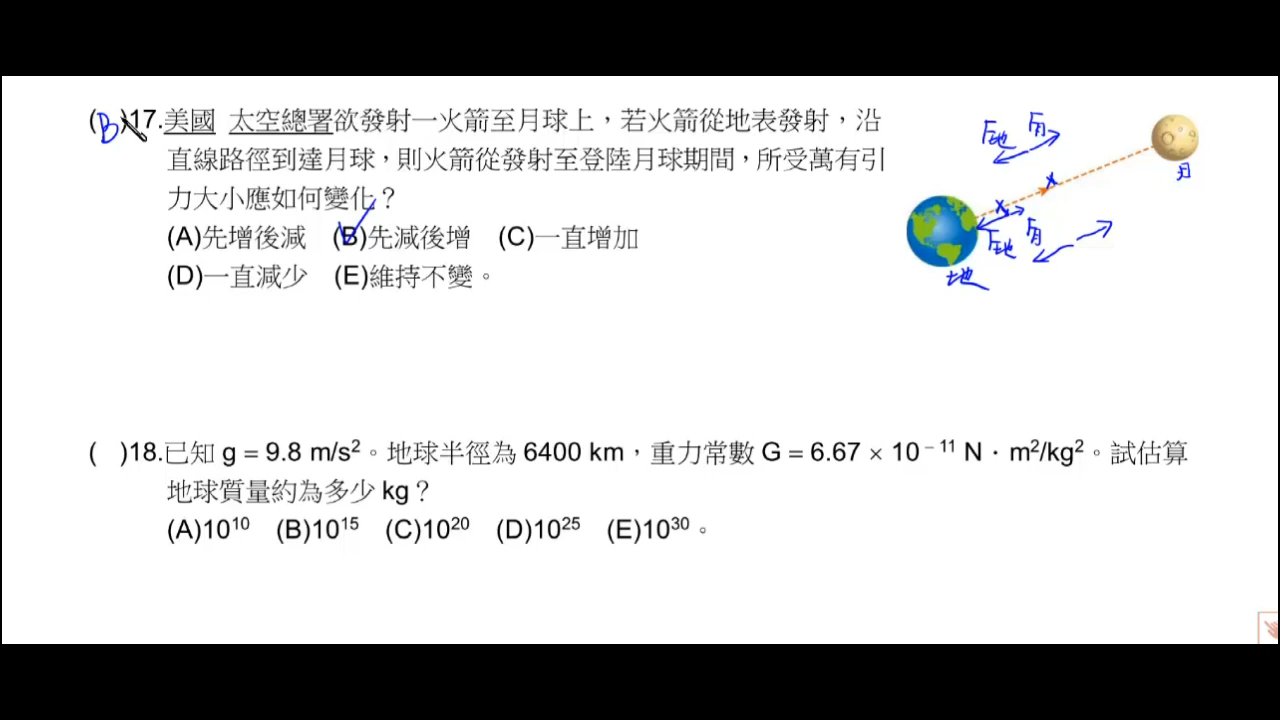 (B)17.美國 太空總署欲發射一火箭至月球上，若火箭從地表發射，沿
直線路徑到達月球，則火箭從發射至登陸月球期間，所受萬有引
力大小應如何變化？
(A)先增後減 (B)先減後增 (C)一直增加
(D)一直減少 (E)維持不變。
F地 F月
月
F地 F月
地
( )18.已知 g = 9.8 m/s²。地球半徑為 6400 km，重力常數 G = 6.67 × 10⁻¹¹ N・m²/kg²。試估算
地球質量約為多少 kg？
(A)10¹⁰ (B)10¹⁵ (C)10²⁰ (D)10²⁵ (E)10³⁰。